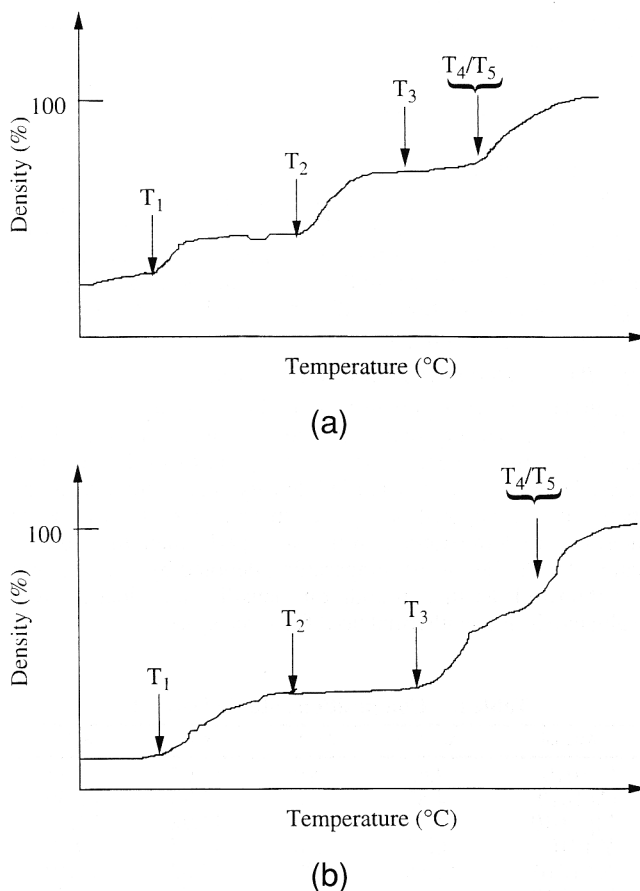 T4/T5
T3
100
T2
T1
Density (%)
Temperature (°C)
(a)
T4/T5
100
T3
T2
T1
Density (%)
Temperature (°C)
(b)